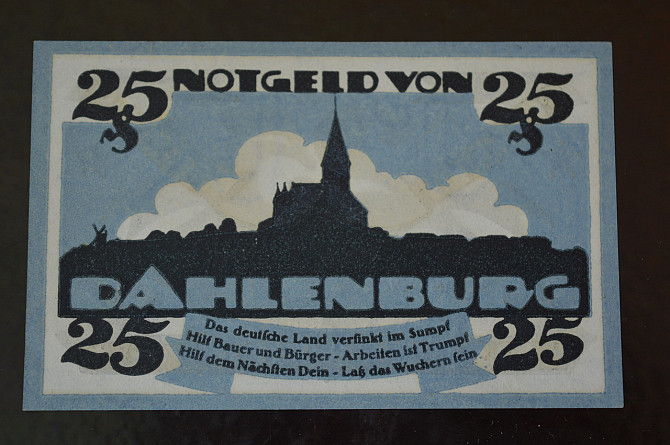 25 NOTGELD VON 25
₰ ₰
DAHLENBURG
25 25
Das deutſche Land verſinkt im Sumpf
Hilf Bauer und Bürger - Arbeiten iſt Trumpf
Hilf dem Nächſten Dein - Laß das Wuchern ſein